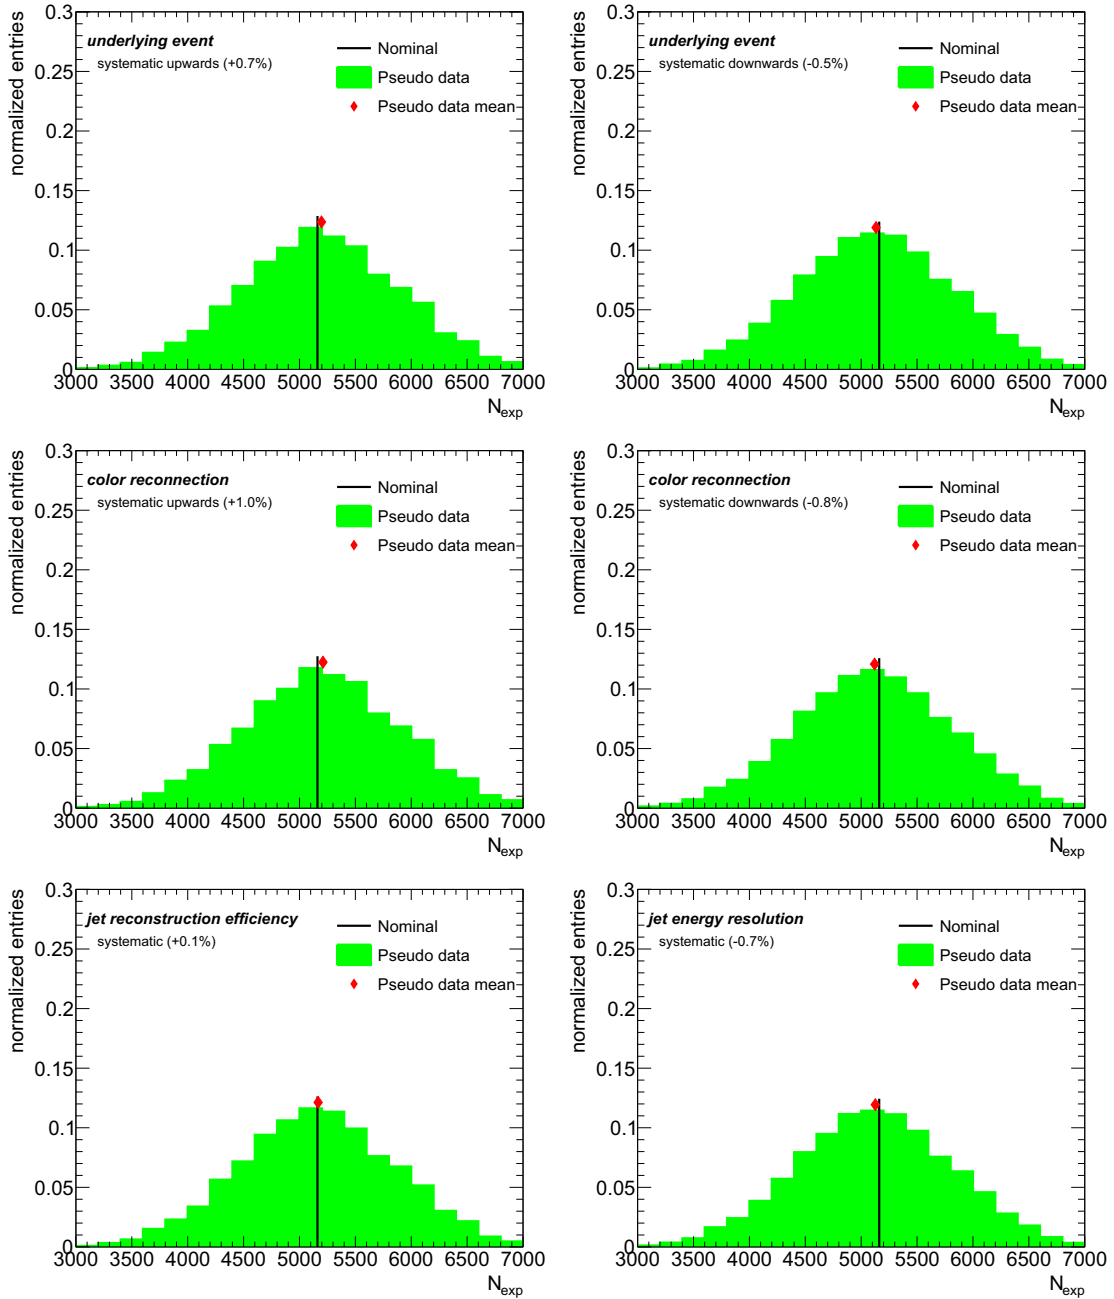 normalized entries
0.3
0.25
0.2
0.15
0.1
0.05
0
underlying event
systematic upwards (+0.7%)
Nominal
Pseudo data
Pseudo data mean
3000 3500 4000 4500 5000 5500 6000 6500 7000
N_exp
normalized entries
0.3
0.25
0.2
0.15
0.1
0.05
0
underlying event
systematic downwards (-0.5%)
Nominal
Pseudo data
Pseudo data mean
3000 3500 4000 4500 5000 5500 6000 6500 7000
N_exp
normalized entries
0.3
0.25
0.2
0.15
0.1
0.05
0
color reconnection
systematic upwards (+1.0%)
Nominal
Pseudo data
Pseudo data mean
3000 3500 4000 4500 5000 5500 6000 6500 7000
N_exp
normalized entries
0.3
0.25
0.2
0.15
0.1
0.05
0
color reconnection
systematic downwards (-0.8%)
Nominal
Pseudo data
Pseudo data mean
3000 3500 4000 4500 5000 5500 6000 6500 7000
N_exp
normalized entries
0.3
0.25
0.2
0.15
0.1
0.05
0
jet reconstruction efficiency
systematic (+0.1%)
Nominal
Pseudo data
Pseudo data mean
3000 3500 4000 4500 5000 5500 6000 6500 7000
N_exp
normalized entries
0.3
0.25
0.2
0.15
0.1
0.05
0
jet energy resolution
systematic (-0.7%)
Nominal
Pseudo data
Pseudo data mean
3000 3500 4000 4500 5000 5500 6000 6500 7000
N_exp